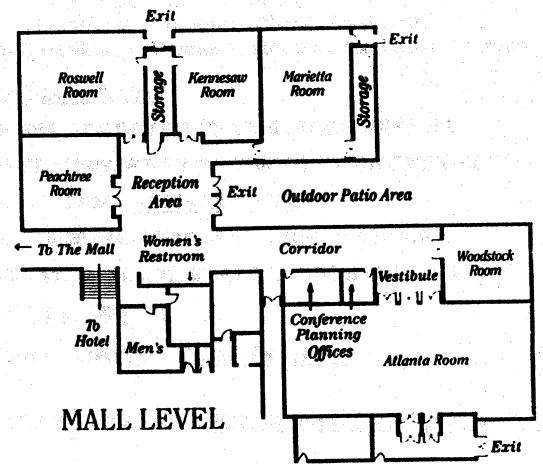 Exit
Exit
Roswell
Room
Storage
Kennesaw
Room
Marietta
Room
Storage
Peachtree
Room
Reception
Area
Exit
Outdoor Patio Area
← To The Mall
Women's
Restroom
Corridor
Vestibule
Woodstock
Room
To
Hotel
Men's
Conference
Planning
Offices
Atlanta Room
MALL LEVEL
Exit